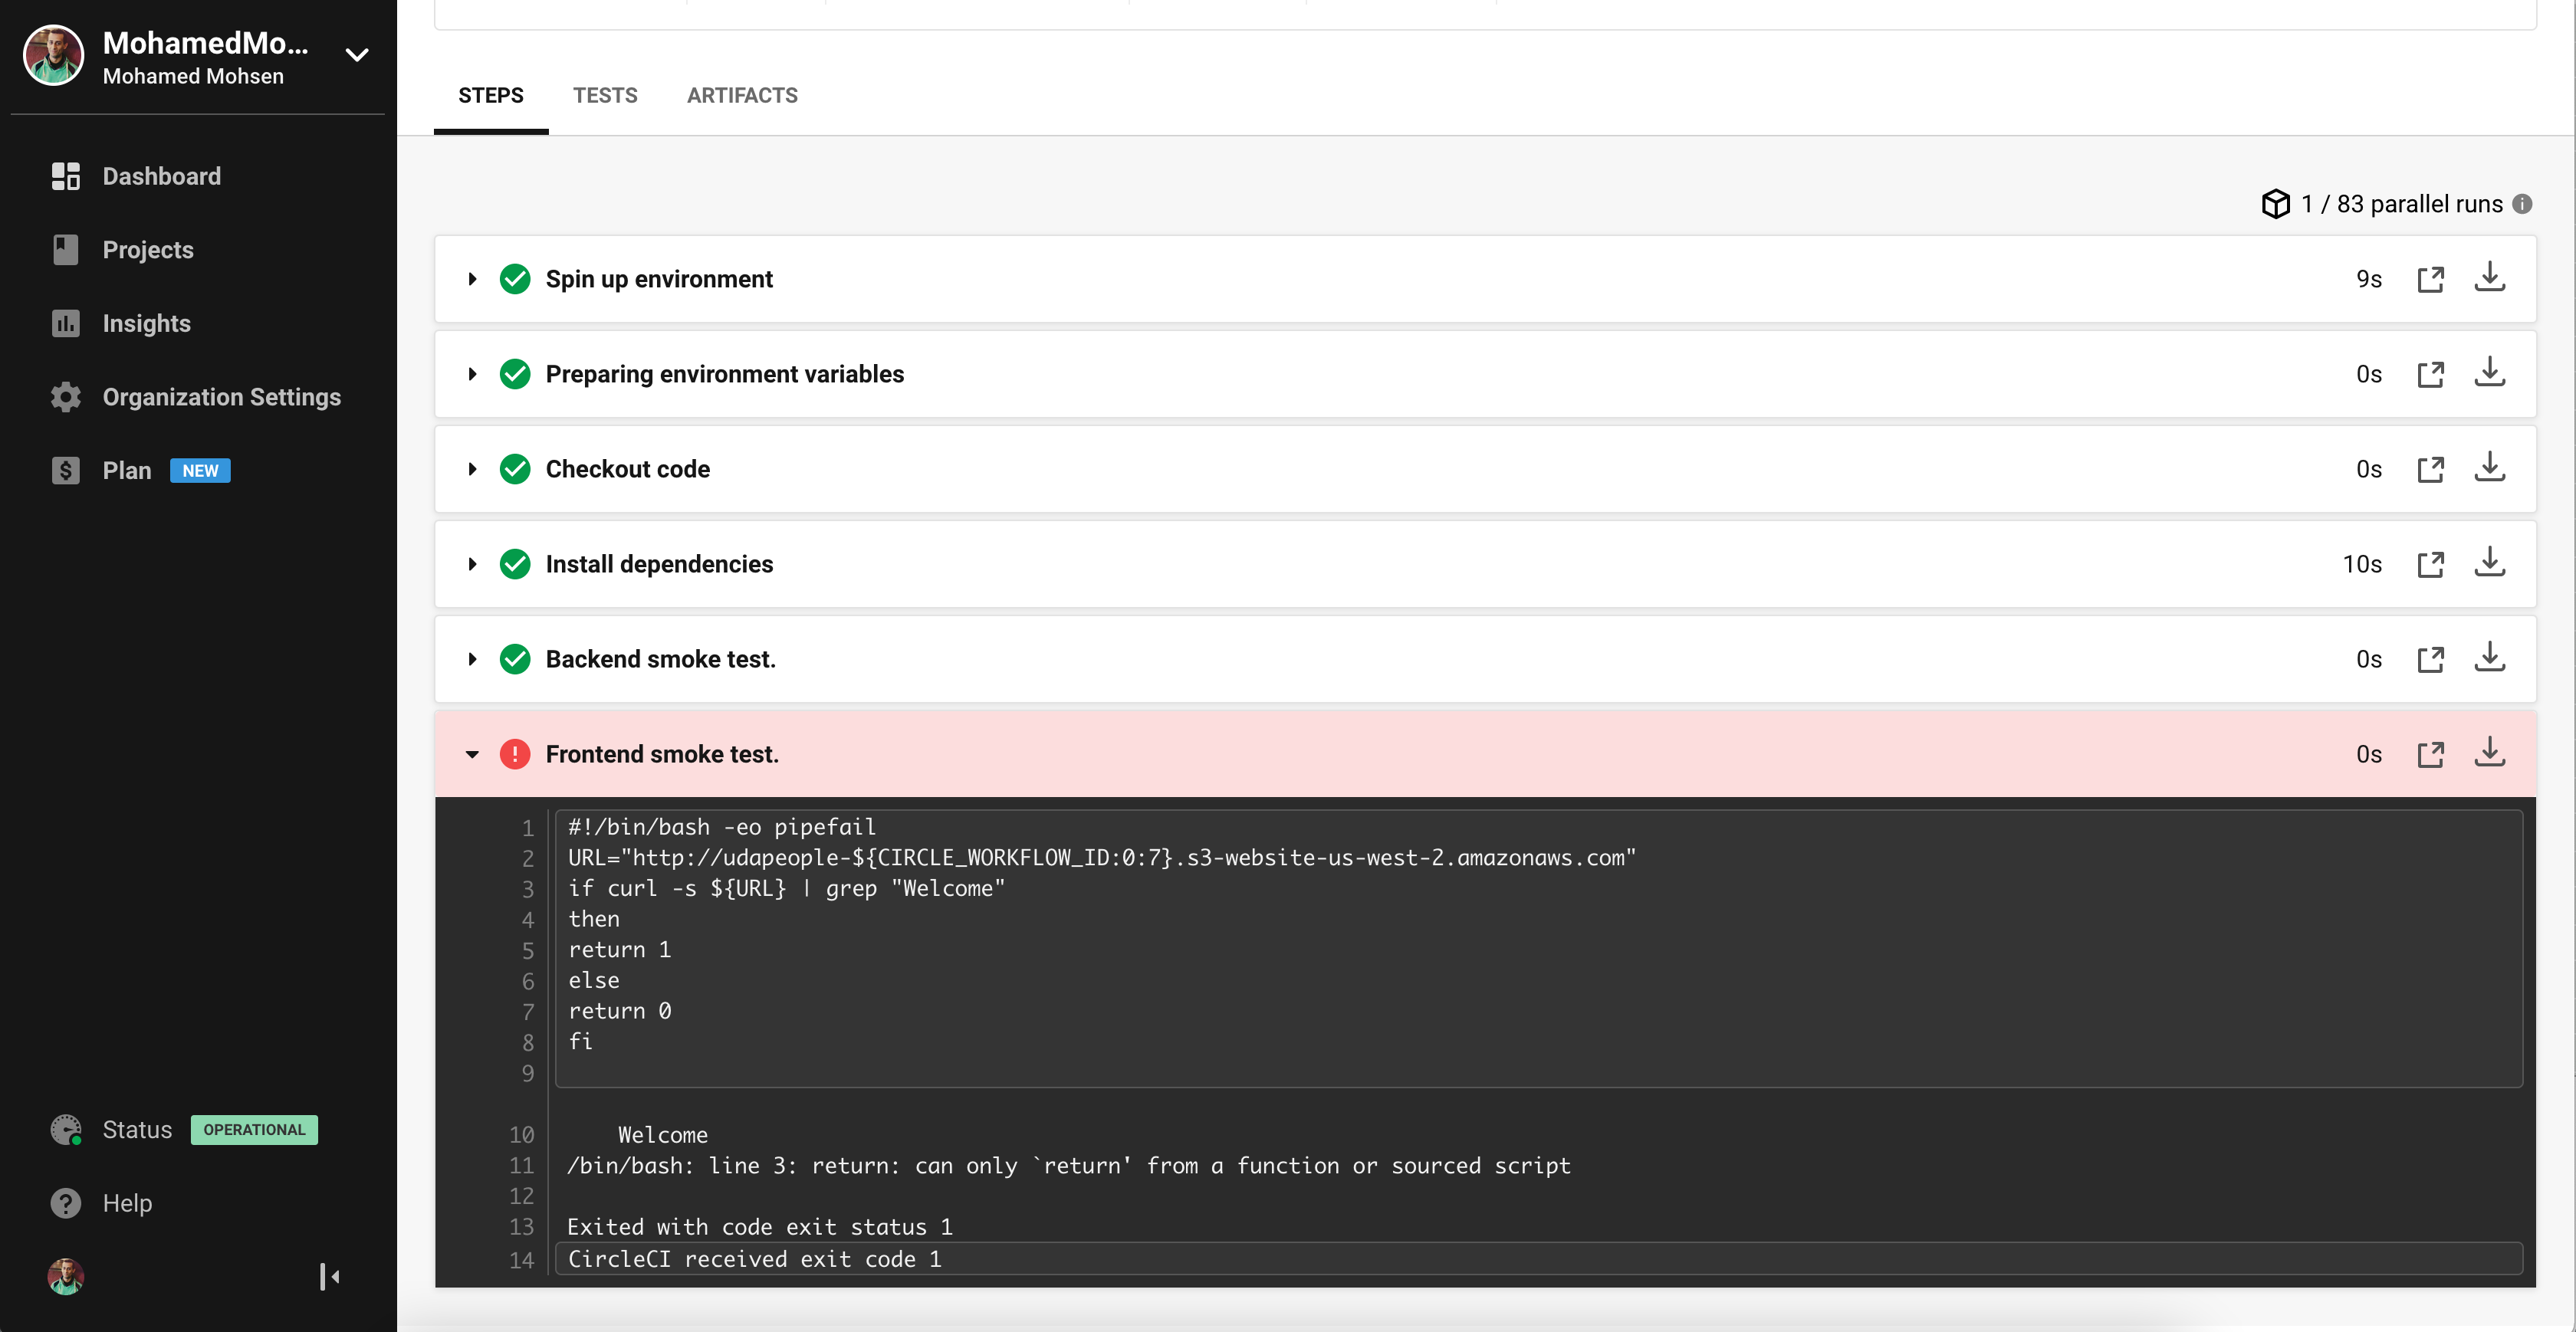 MohamedMo...
Mohamed Mohsen
Dashboard
Projects
Insights
Organization Settings
Plan NEW
Status OPERATIONAL
Help
STEPS TESTS ARTIFACTS
1 / 83 parallel runs
Spin up environment 9s
Preparing environment variables 0s
Checkout code 0s
Install dependencies 10s
Backend smoke test. 0s
Frontend smoke test. 0s
1 #!/bin/bash -eo pipefail
2 URL="http://udapeople-${CIRCLE_WORKFLOW_ID:0:7}.s3-website-us-west-2.amazonaws.com"
3 if curl -s ${URL} | grep "Welcome"
4 then
5 return 1
6 else
7 return 0
8 fi
9
10 Welcome
11 /bin/bash: line 3: return: can only `return' from a function or sourced script
12
13 Exited with code exit status 1
14 CircleCI received exit code 1